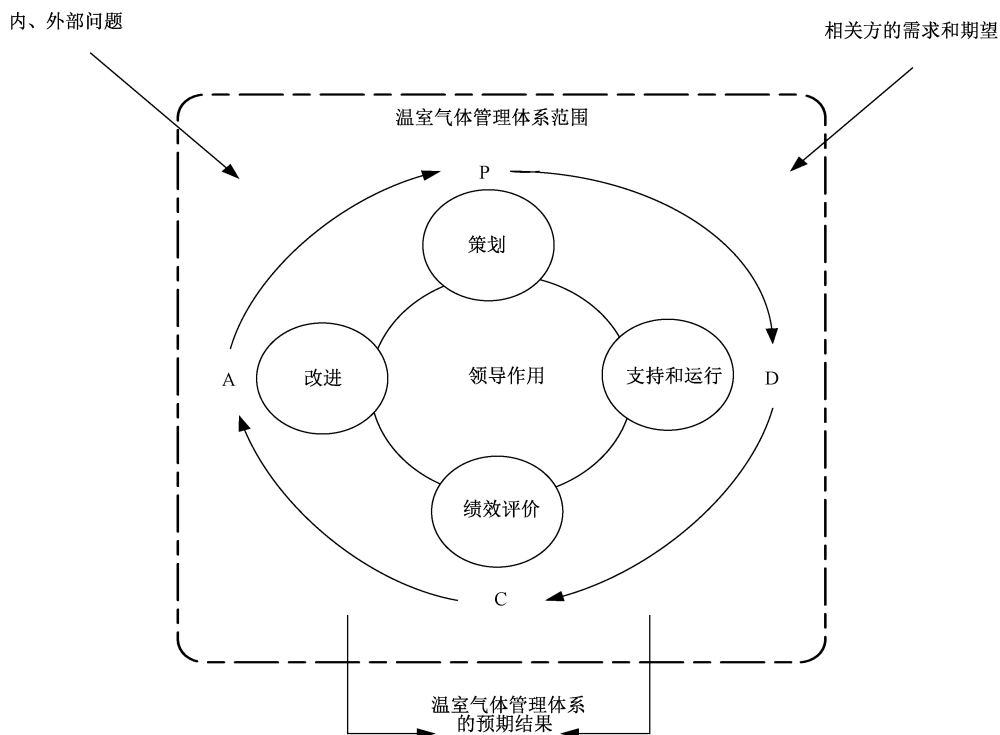 内、外部问题
相关方的需求和期望
温室气体管理体系范围
P
策划
A
改进
领导作用
支持和运行
D
绩效评价
C
温室气体管理体系
的预期结果